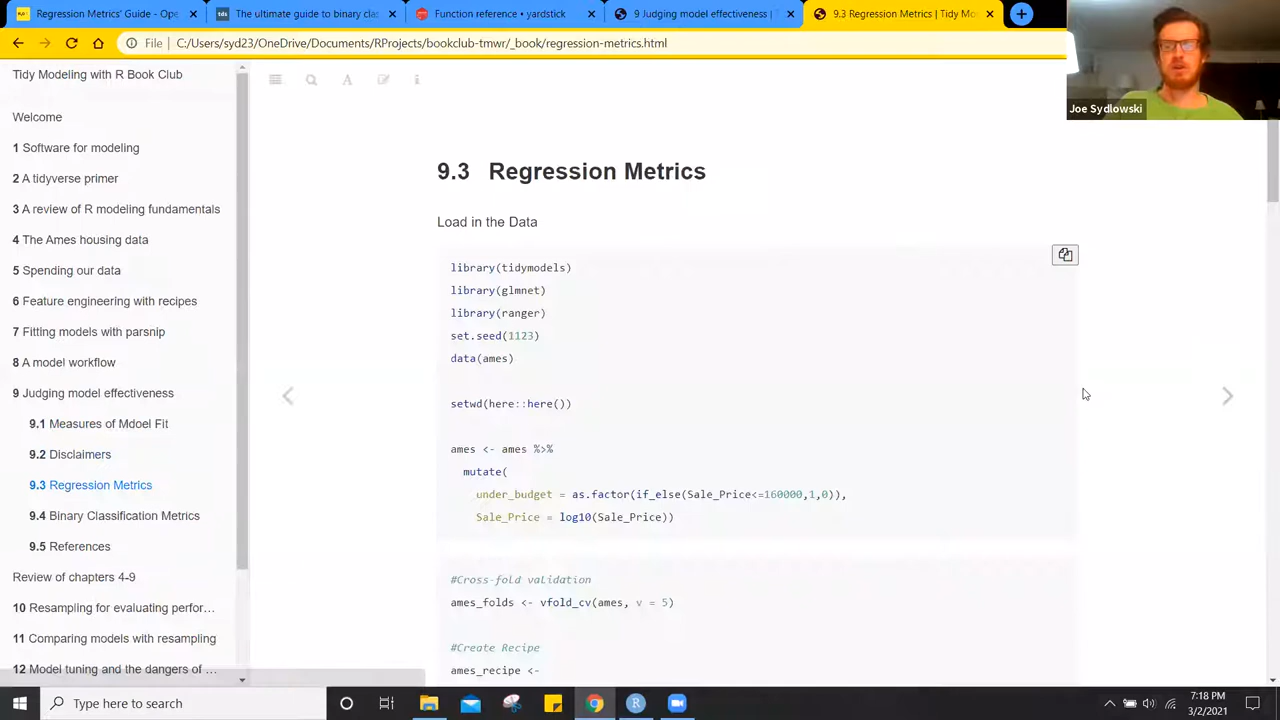 Regression Metrics' Guide - Ope
The ultimate guide to binary clas
Function reference • yardstick
9 Judging model effectiveness | T
9.3 Regression Metrics | Tidy Mo
File
C:/Users/syd23/OneDrive/Documents/RProjects/bookclub-tmwr/_book/regression-metrics.html
Joe Sydlowski
Tidy Modeling with R Book Club
Welcome
1 Software for modeling
2 A tidyverse primer
3 A review of R modeling fundamentals
4 The Ames housing data
5 Spending our data
6 Feature engineering with recipes
7 Fitting models with parsnip
8 A model workflow
9 Judging model effectiveness
9.1 Measures of Mdoel Fit
9.2 Disclaimers
9.3 Regression Metrics
9.4 Binary Classification Metrics
9.5 References
Review of chapters 4-9
10 Resampling for evaluating perfor…
11 Comparing models with resampling
12 Model tuning and the dangers of …
9.3 Regression Metrics
Load in the Data
library(tidymodels)
library(glmnet)
library(ranger)
set.seed(1123)
data(ames)
setwd(here::here())
ames <- ames %>%
mutate(
under_budget = as.factor(if_else(Sale_Price<=160000,1,0)),
Sale_Price = log10(Sale_Price))
#Cross-fold validation
ames_folds <- vfold_cv(ames, v = 5)
#Create Recipe
ames_recipe <-
Type here to search
7:18 PM
3/2/2021